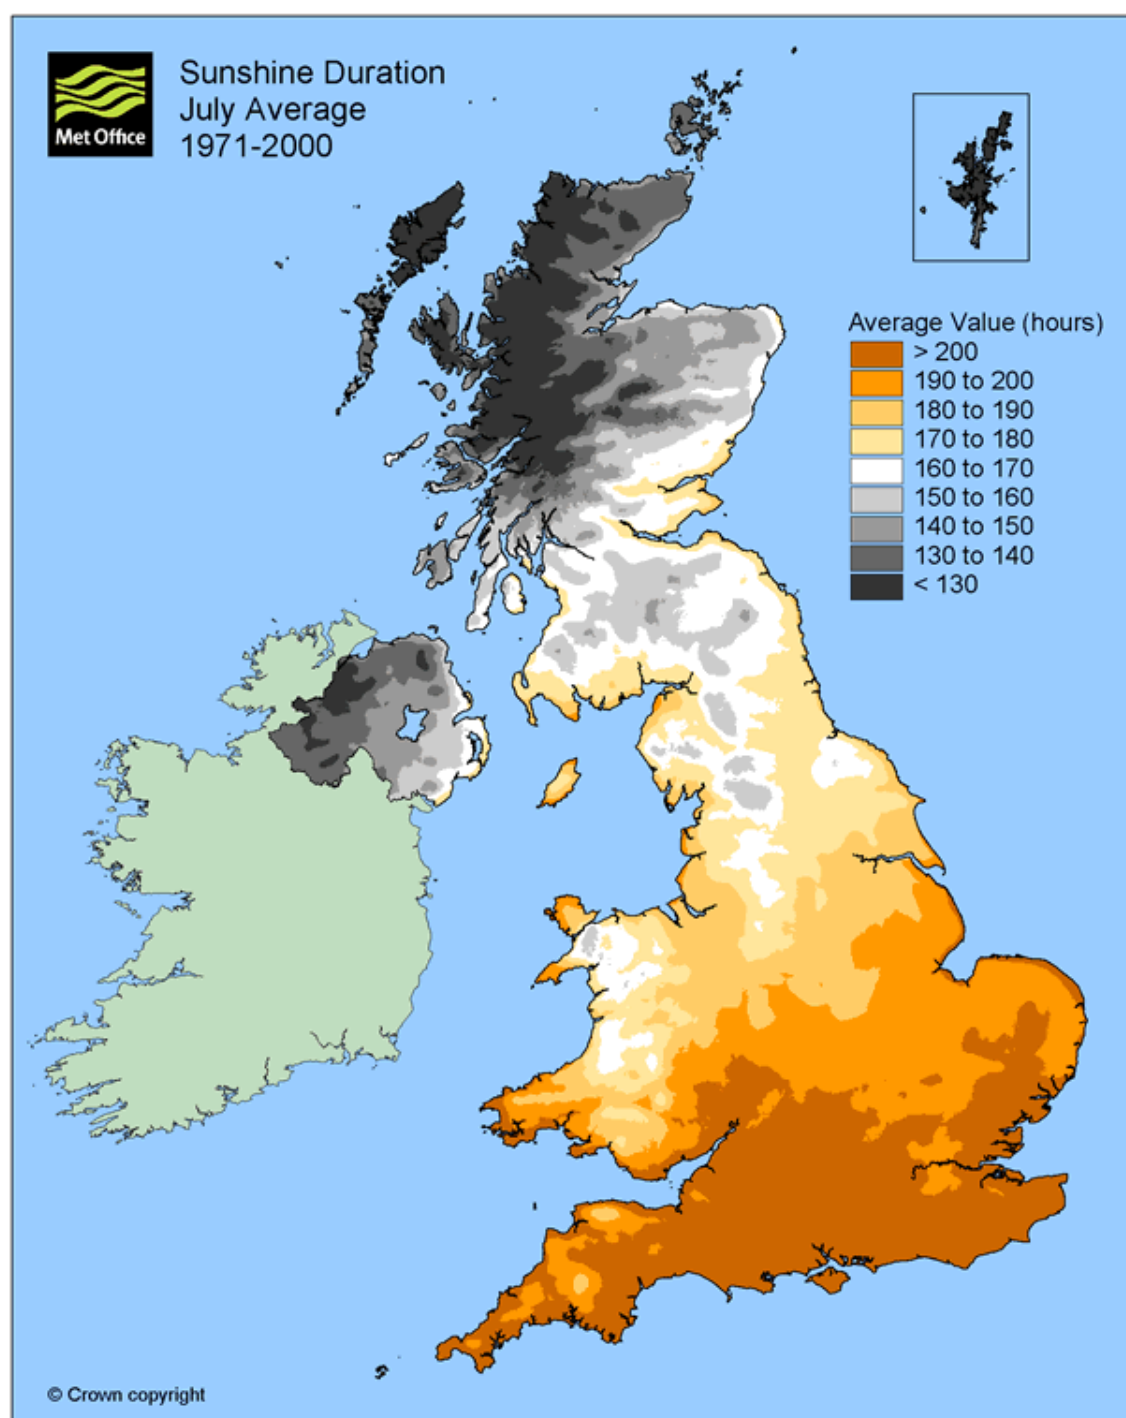 Met Office
Sunshine Duration
July Average
1971-2000
Average Value (hours)
> 200
190 to 200
180 to 190
170 to 180
160 to 170
150 to 160
140 to 150
130 to 140
< 130
© Crown copyright